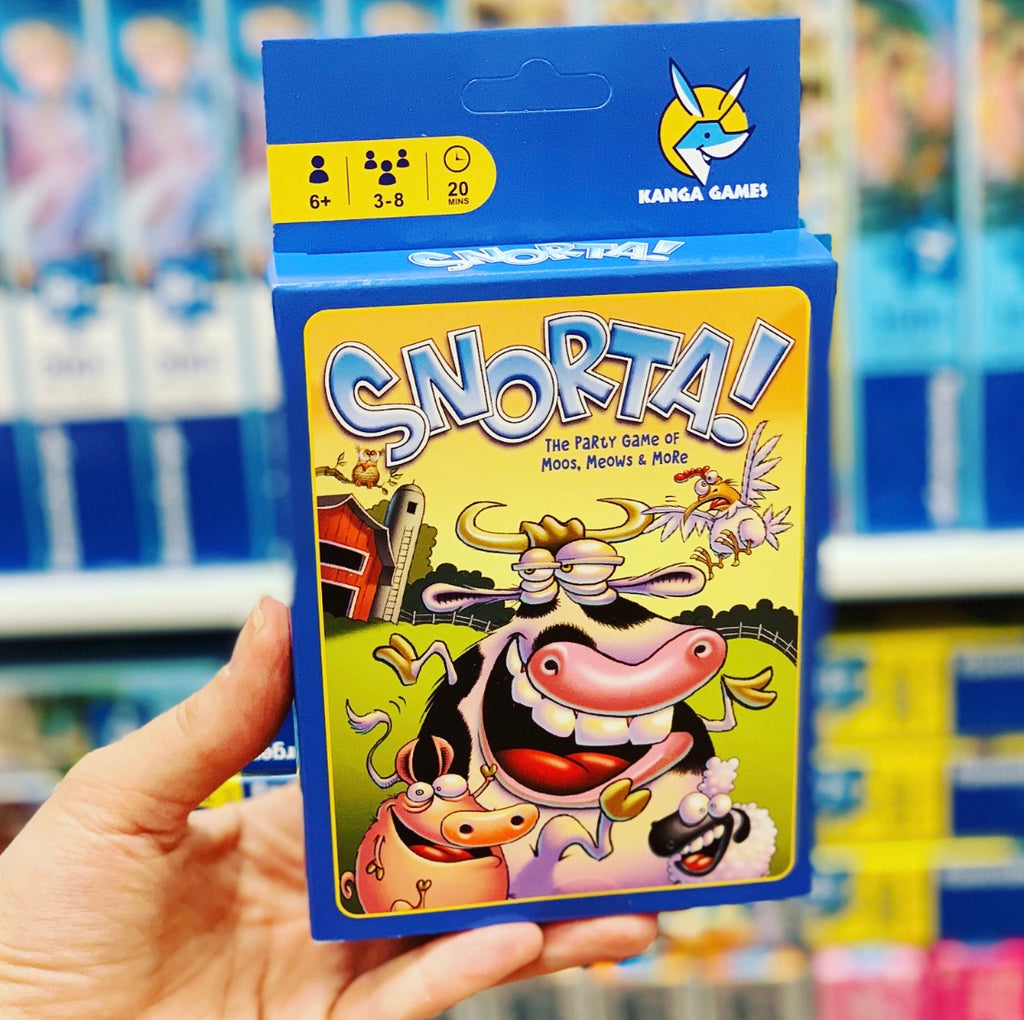 KANGA GAMES
6+
3-8
20
MINS
SNORTA!
SNORTA!
THE PARTY GAME OF
MOOS, MEOWS & MORE